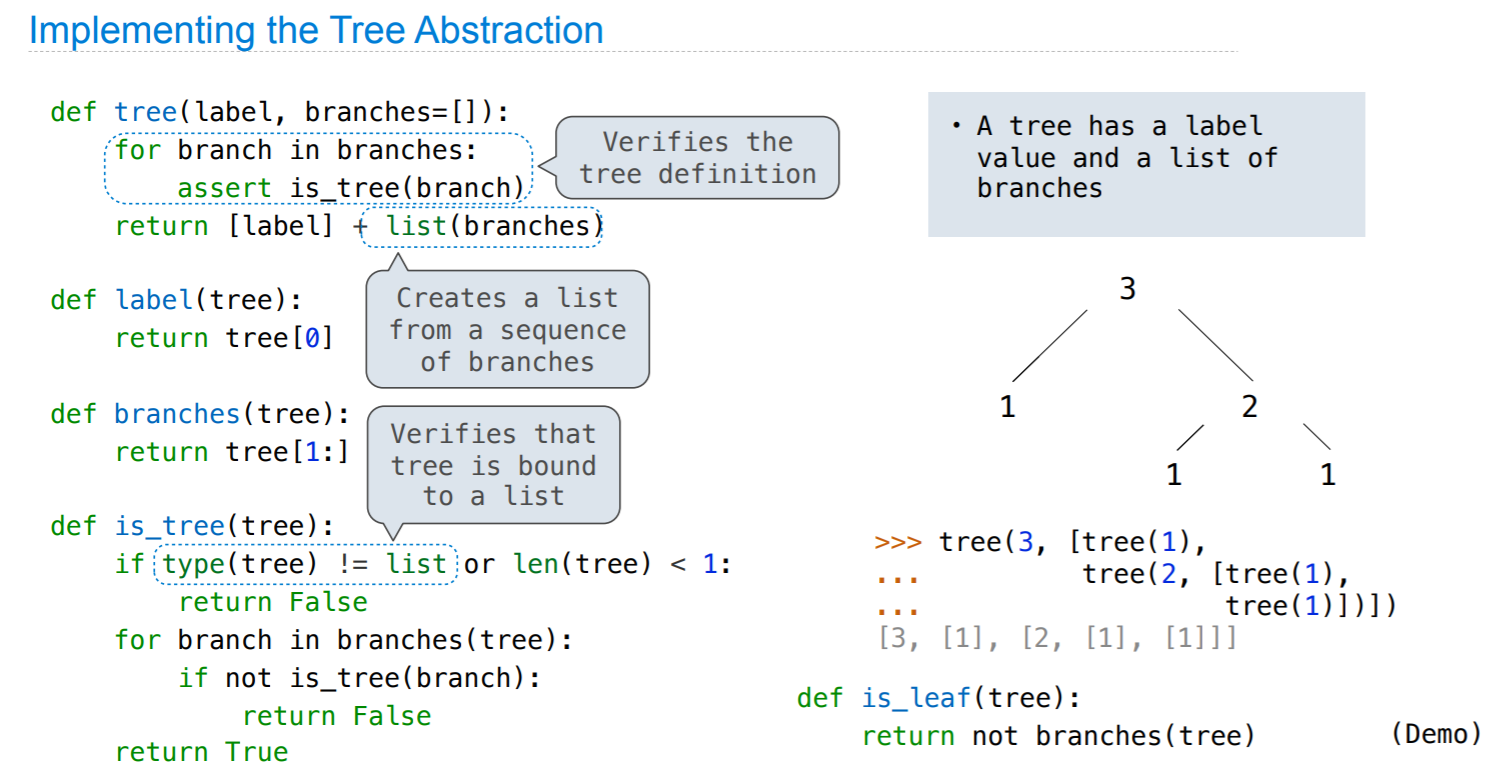 Implementing the Tree Abstraction
def tree(label, branches=[]):
    for branch in branches:
        assert is_tree(branch)
    return [label] + list(branches)
Verifies the
tree definition
Creates a list
from a sequence
of branches
def label(tree):
    return tree[0]
def branches(tree):
    return tree[1:]
Verifies that
tree is bound
to a list
def is_tree(tree):
    if type(tree) != list or len(tree) < 1:
        return False
    for branch in branches(tree):
        if not is_tree(branch):
            return False
    return True
• A tree has a label
value and a list of
branches
3
1 2
1 1
>>> tree(3, [tree(1),
...          tree(2, [tree(1),
...                   tree(1)])])
[3, [1], [2, [1], [1]]]
def is_leaf(tree):
    return not branches(tree)
(Demo)